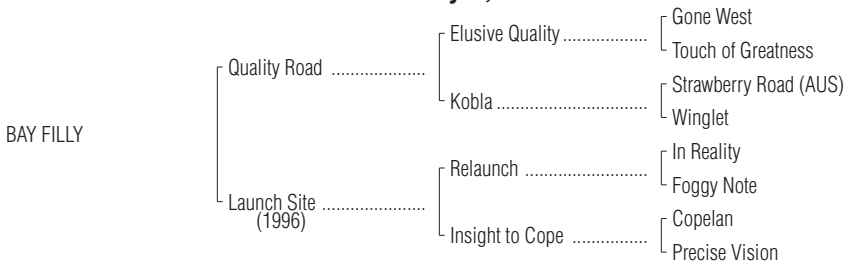 Gone West
Elusive Quality .................
Touch of Greatness
Quality Road ....................
Strawberry Road (AUS)
Kobla ..............................
Winglet
BAY FILLY
In Reality
Relaunch ........................
Foggy Note
Launch Site ......................
(1996)
Copelan
Insight to Cope ...............
Precise Vision